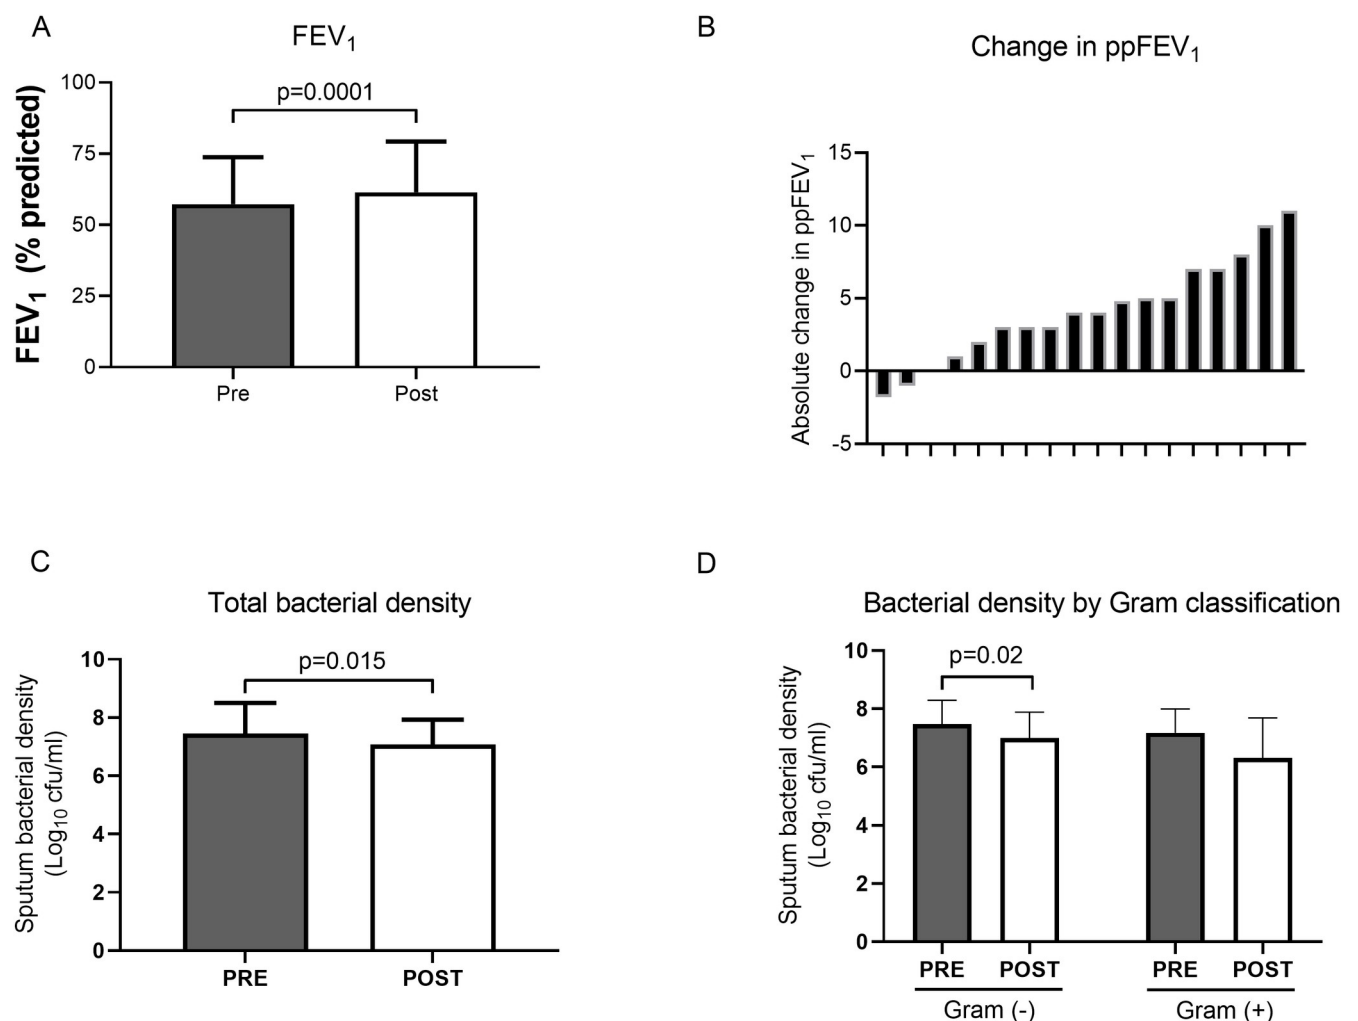 A
FEV1
FEV1 (% predicted)
100
75
50
25
0
p=0.0001
Pre
Post
B
Change in ppFEV1
Absolute change in ppFEV1
15
10
5
0
-5
C
Total bacterial density
Sputum bacterial density
(Log10 cfu/ml)
10
8
6
4
2
0
p=0.015
PRE
POST
D
Bacterial density by Gram classification
Sputum bacterial density
(Log10 cfu/ml)
10
8
6
4
2
0
p=0.02
PRE
POST
PRE
POST
Gram (-)
Gram (+)